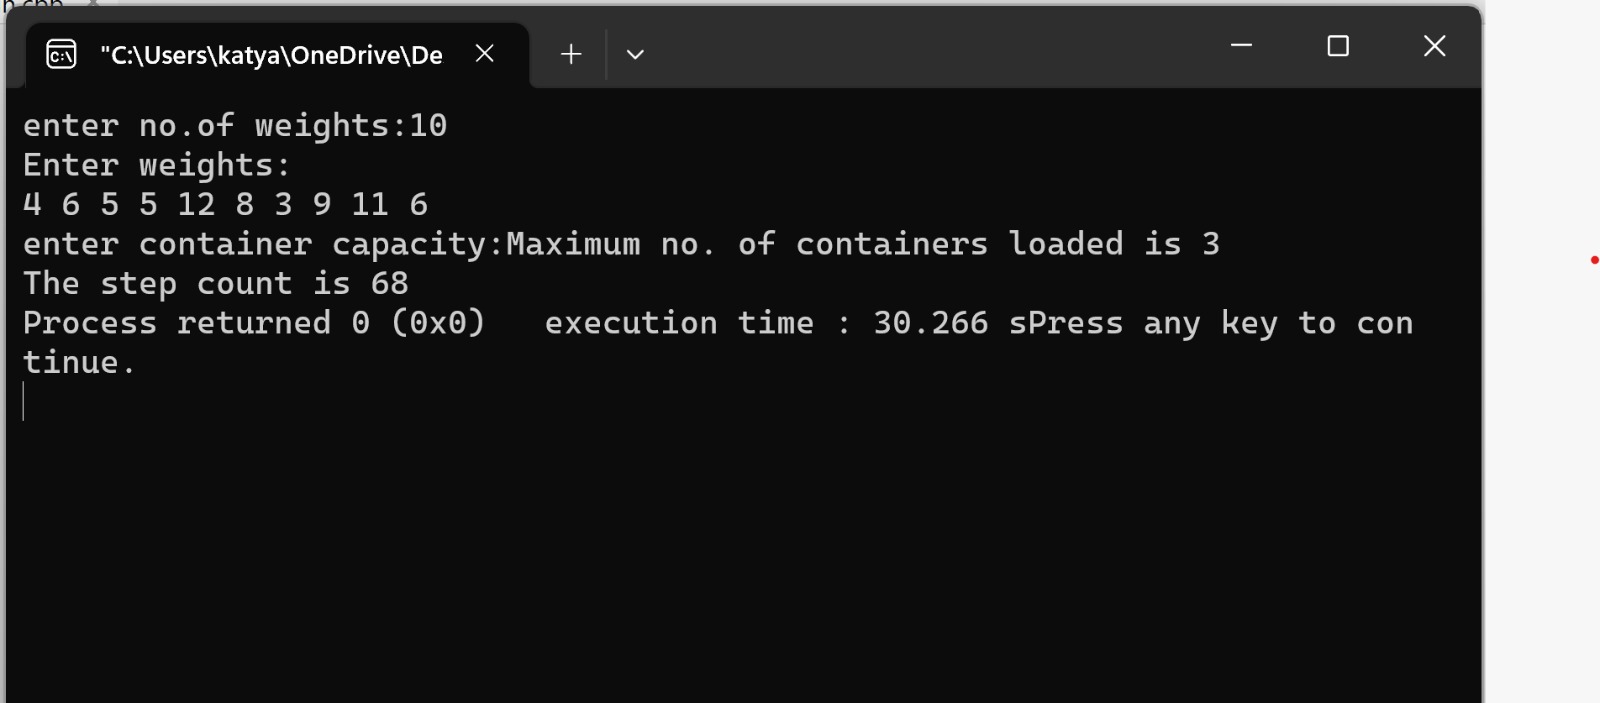 "C:\Users\katya\OneDrive\De
enter no.of weights:10
Enter weights:
4 6 5 5 12 8 3 9 11 6
enter container capacity:Maximum no. of containers loaded is 3
The step count is 68
Process returned 0 (0x0)   execution time : 30.266 sPress any key to con
tinue.